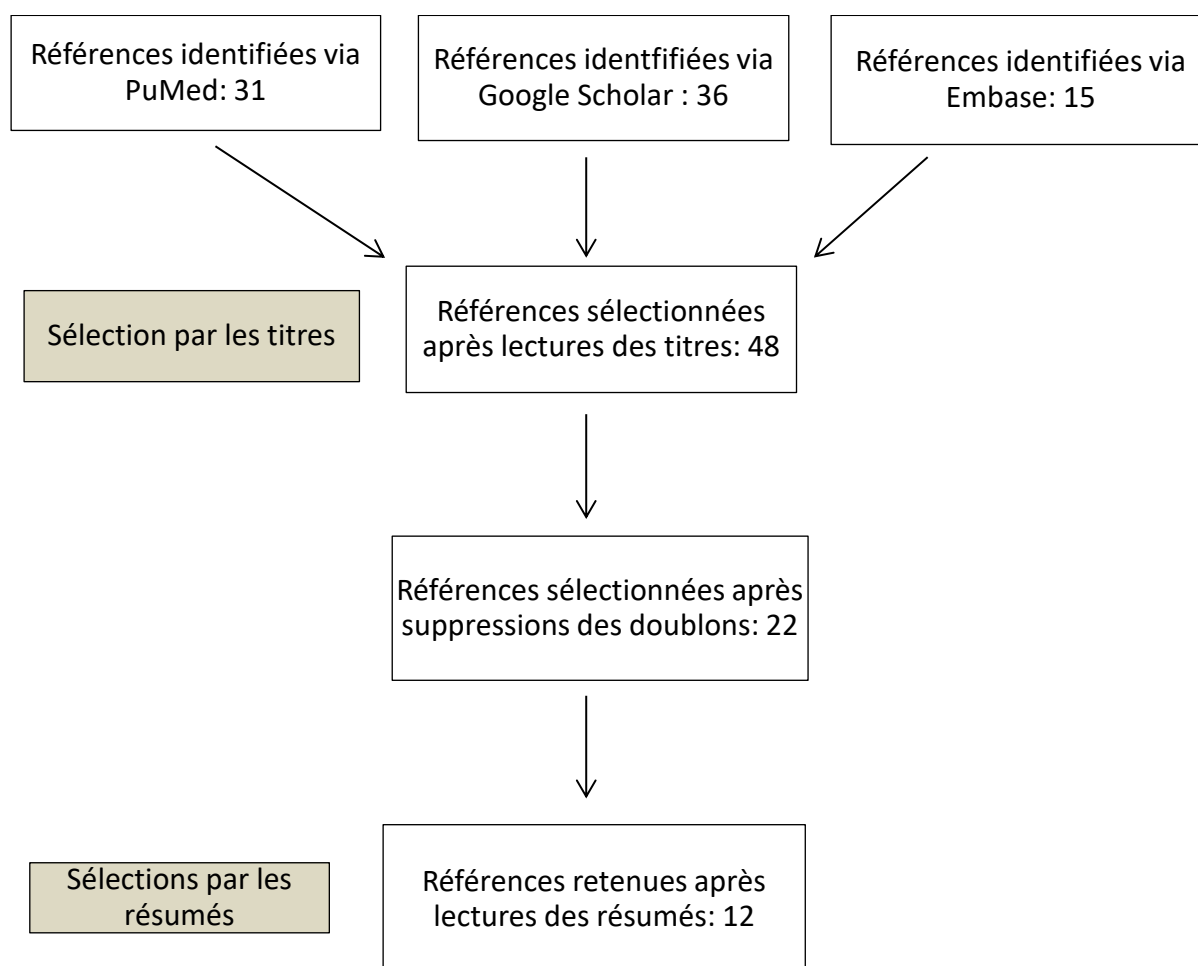 Références identifiées via
PuMed: 31
Références identfifiées via
Google Scholar : 36
Références identifiées via
Embase: 15
Sélection par les titres
Références sélectionnées
après lectures des titres: 48
Références sélectionnées après
suppressions des doublons: 22
Sélections par les
résumés
Références retenues après
lectures des résumés: 12